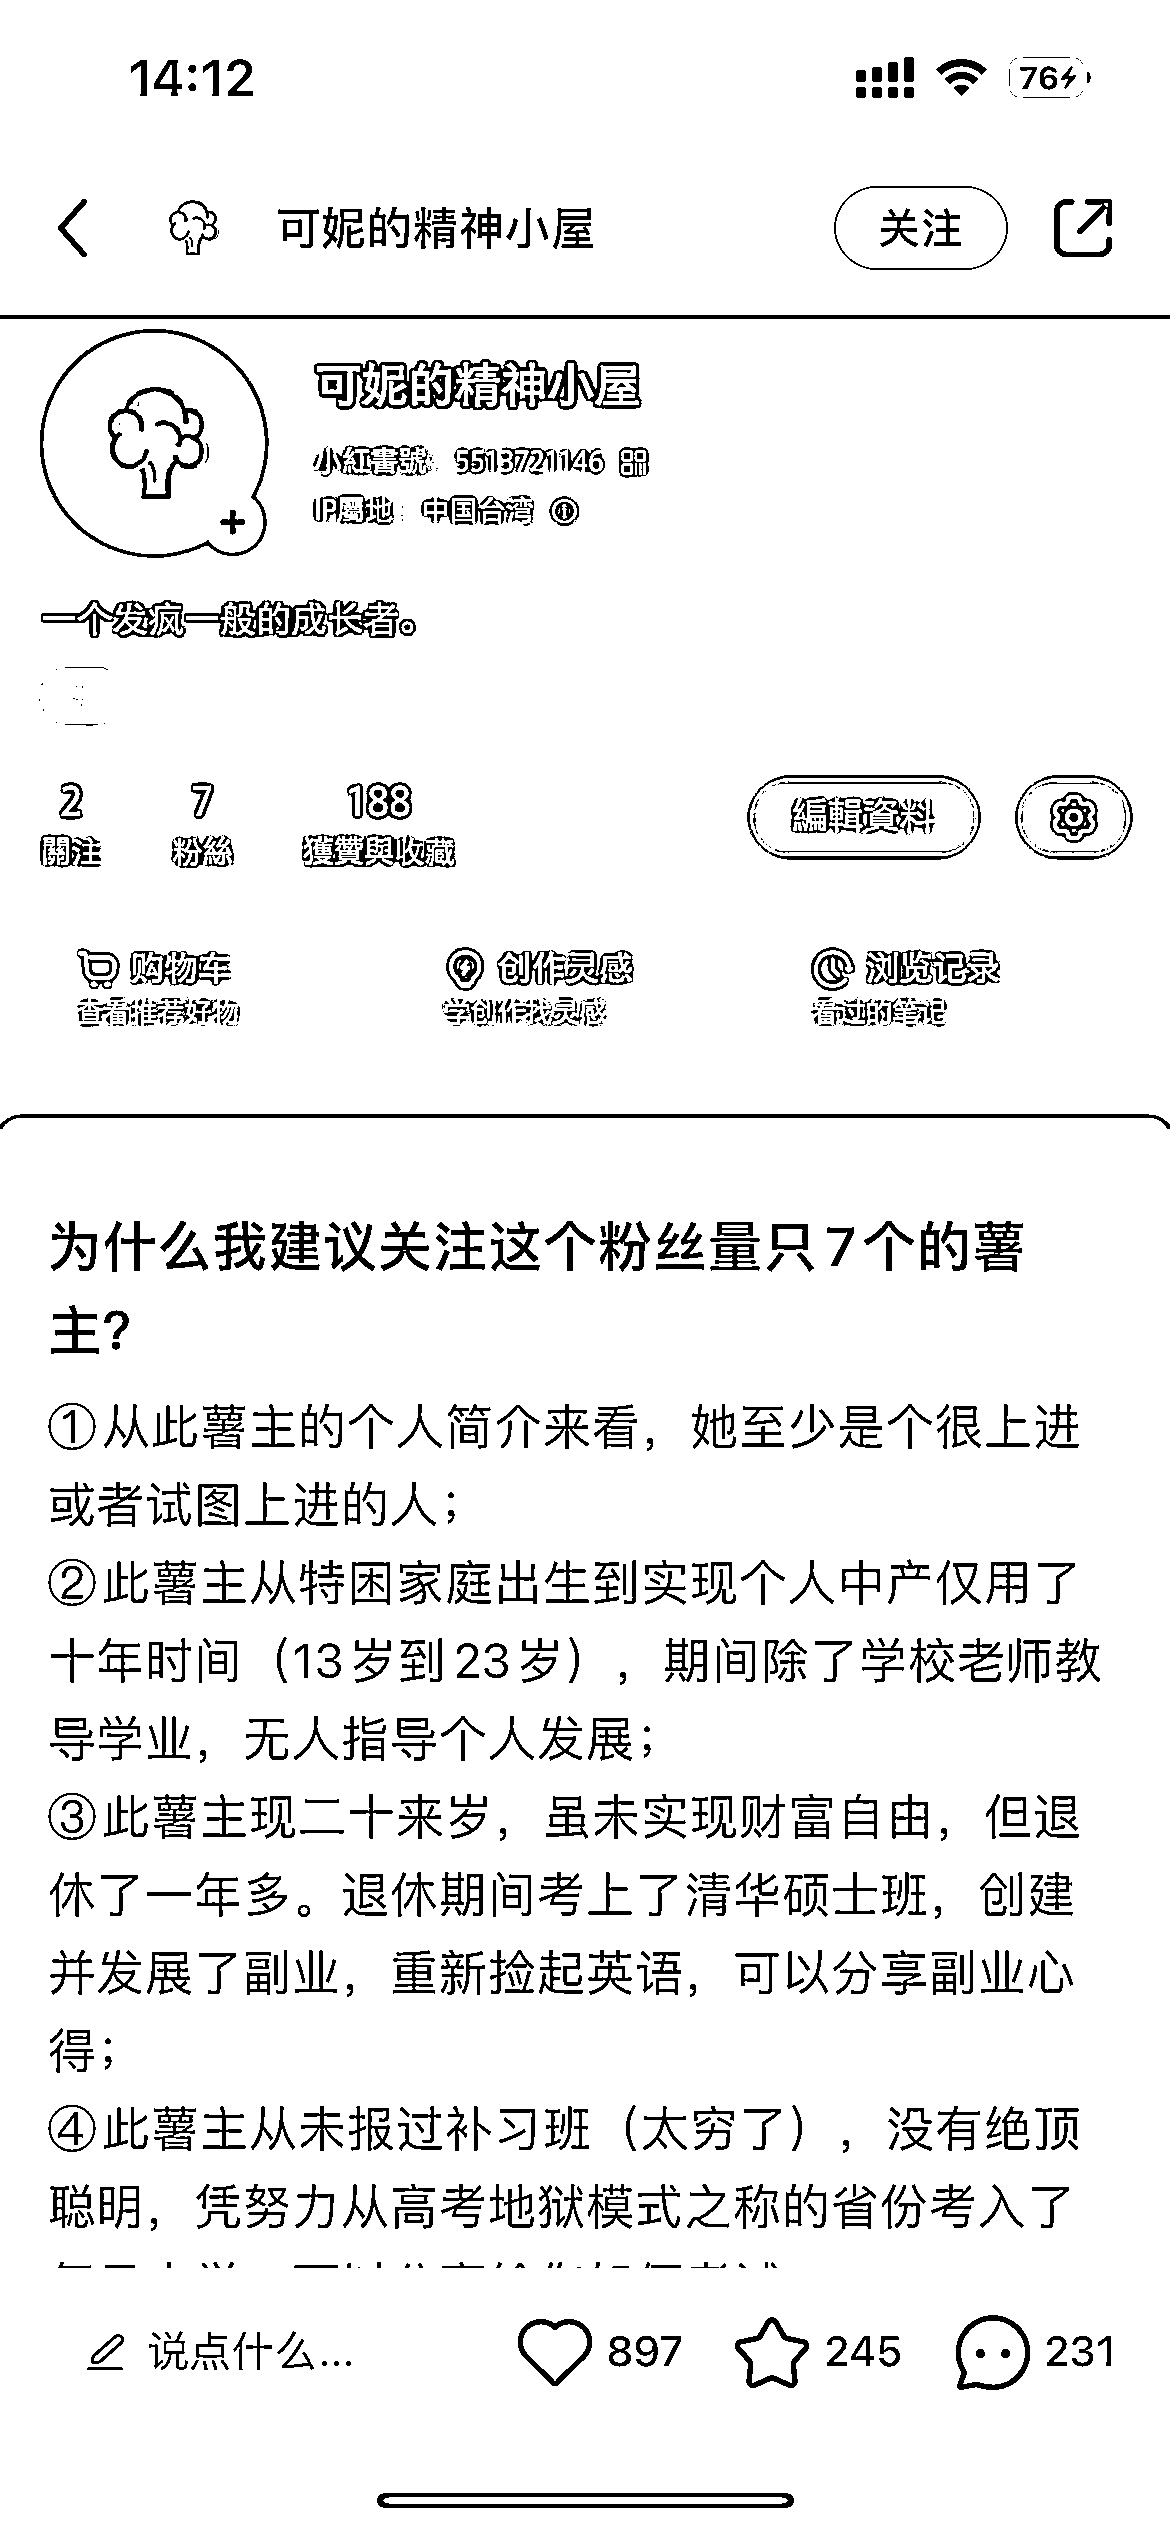 14:12
76
可妮的精神小屋
关注
可妮的精神小屋
小紅書號：5513721146
IP屬地：中国台湾
一个发疯一般的成长者。
2 7 188
關注 粉絲 獲贊與收藏
編輯資料
购物车 创作灵感 浏览记录
查看推荐好物 学创作找灵感 看过的笔记
为什么我建议关注这个粉丝量只7个的薯
主?
①从此薯主的个人简介来看，她至少是个很上进
或者试图上进的人；
②此薯主从特困家庭出生到实现个人中产仅用了
十年时间（13岁到23岁），期间除了学校老师教
导学业，无人指导个人发展；
③此薯主现二十来岁，虽未实现财富自由，但退
休了一年多。退休期间考上了清华硕士班，创建
并发展了副业，重新捡起英语，可以分享副业心
得；
④此薯主从未报过补习班（太穷了），没有绝顶
聪明，凭努力从高考地狱模式之称的省份考入了
说点什么...
897
245
231